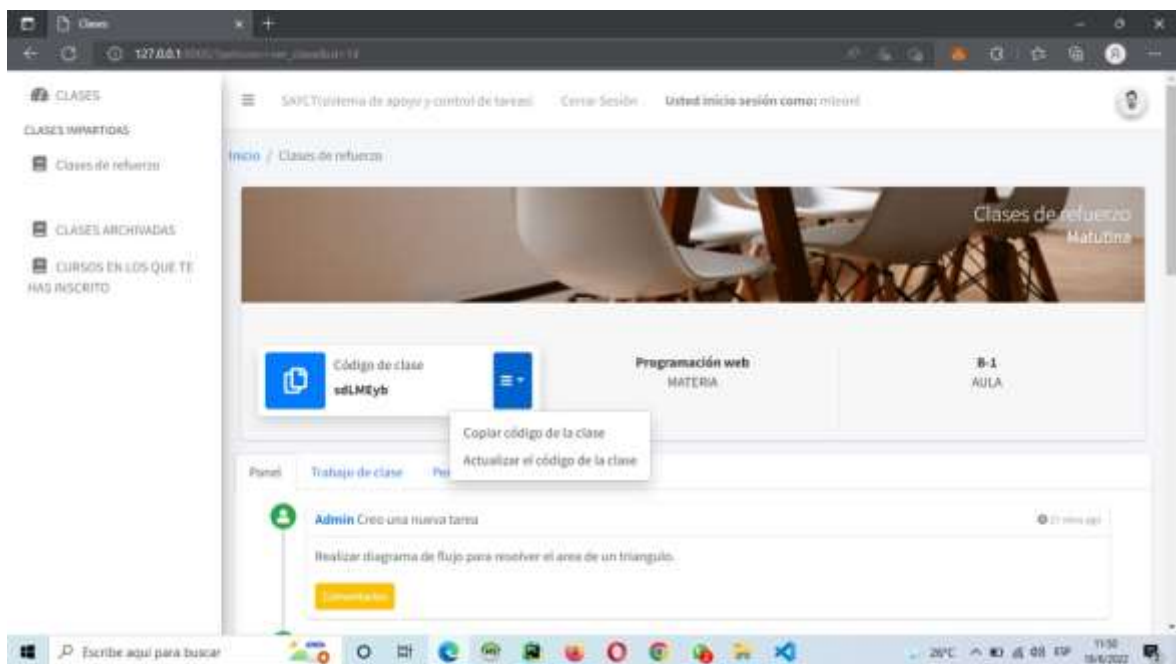 Clases
127.0.0.1
CLASES
SAYCT(sistema de apoyo y control de tareas) Cerrar Sesión Usted inicio sesión como:
CLASES IMPARTIDAS
Clases de refuerzo
Inicio / Clases de refuerzo
Clases de refuerzo
Matutina
CLASES ARCHIVADAS
CURSOS EN LOS QUE TE
HAS INSCRITO
Código de clase
sdLMEyb
Programación web
MATERIA
B-1
AULA
Copiar código de la clase
Actualizar el código de la clase
Panel Trabajo de clase
Admin Creo una nueva tarea
Realizar diagrama de flujo para resolver el area de un triangulo.
Comentarios
Escribe aquí para buscar
26°C ESP 11:50